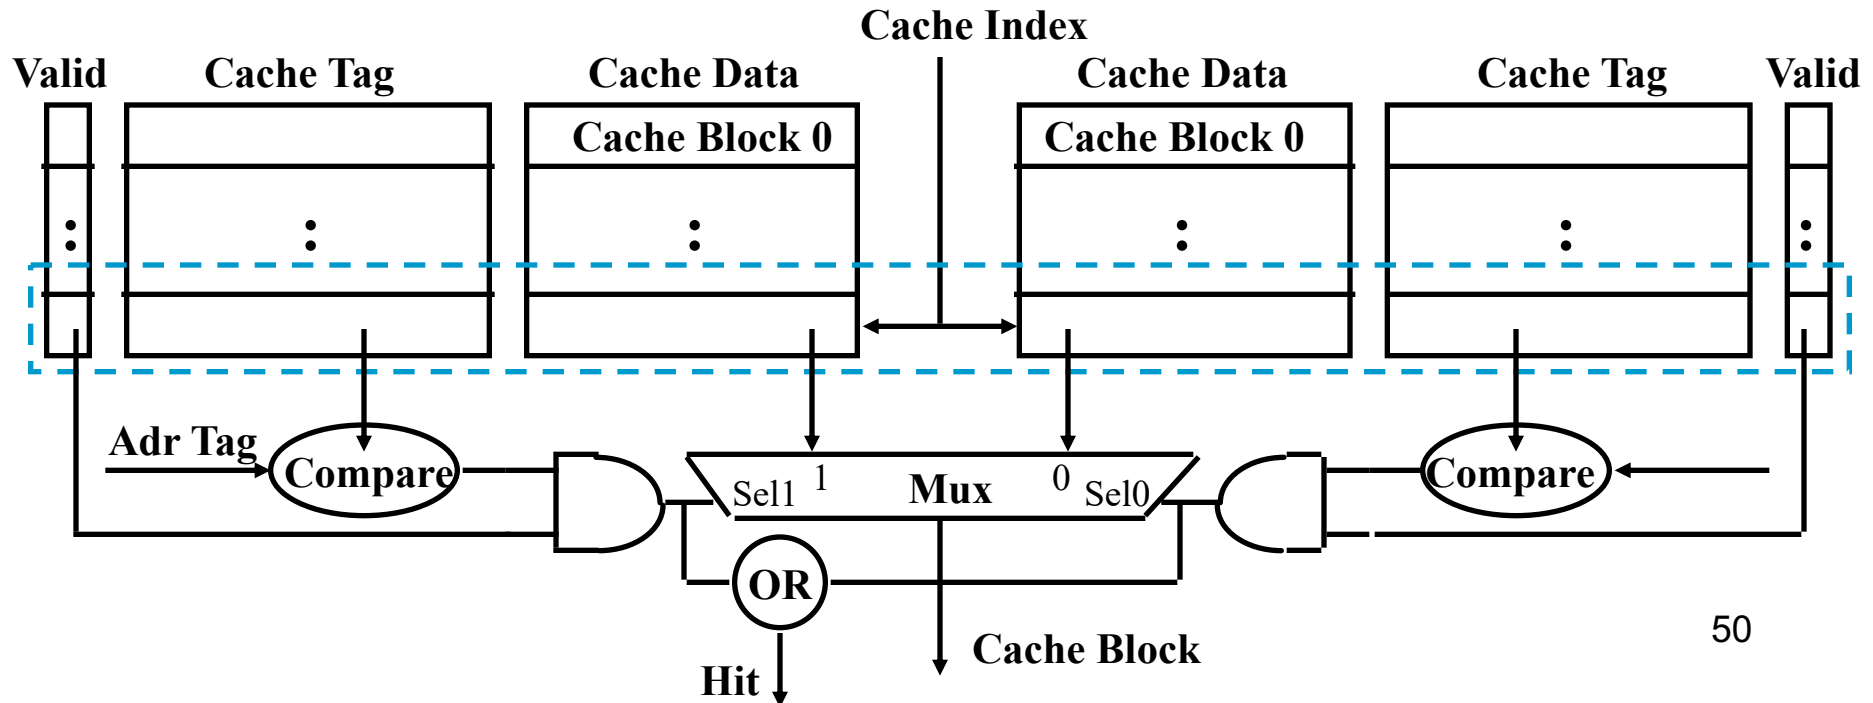 Cache Index
Valid Cache Tag Cache Data Cache Data Cache Tag Valid
Cache Block 0 Cache Block 0
: : : : : :
Adr Tag Compare Sel1 1 Mux 0 Sel0 Compare
OR
50
Cache Block
Hit